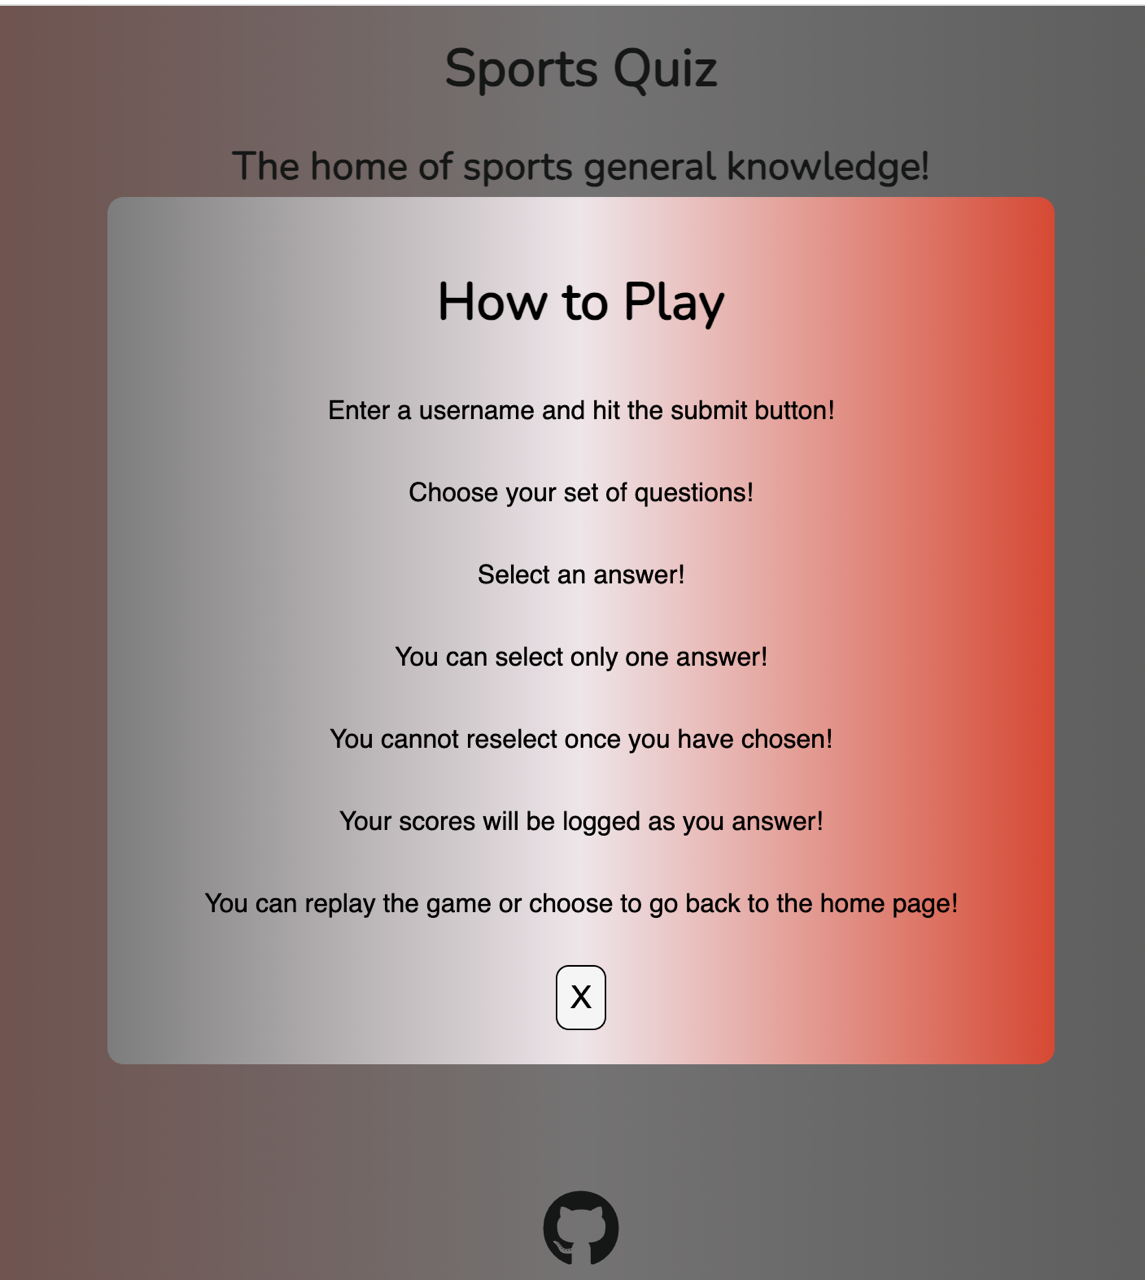 Sports Quiz
The home of sports general knowledge!
How to Play
Enter a username and hit the submit button!
Choose your set of questions!
Select an answer!
You can select only one answer!
You cannot reselect once you have chosen!
Your scores will be logged as you answer!
You can replay the game or choose to go back to the home page!
X